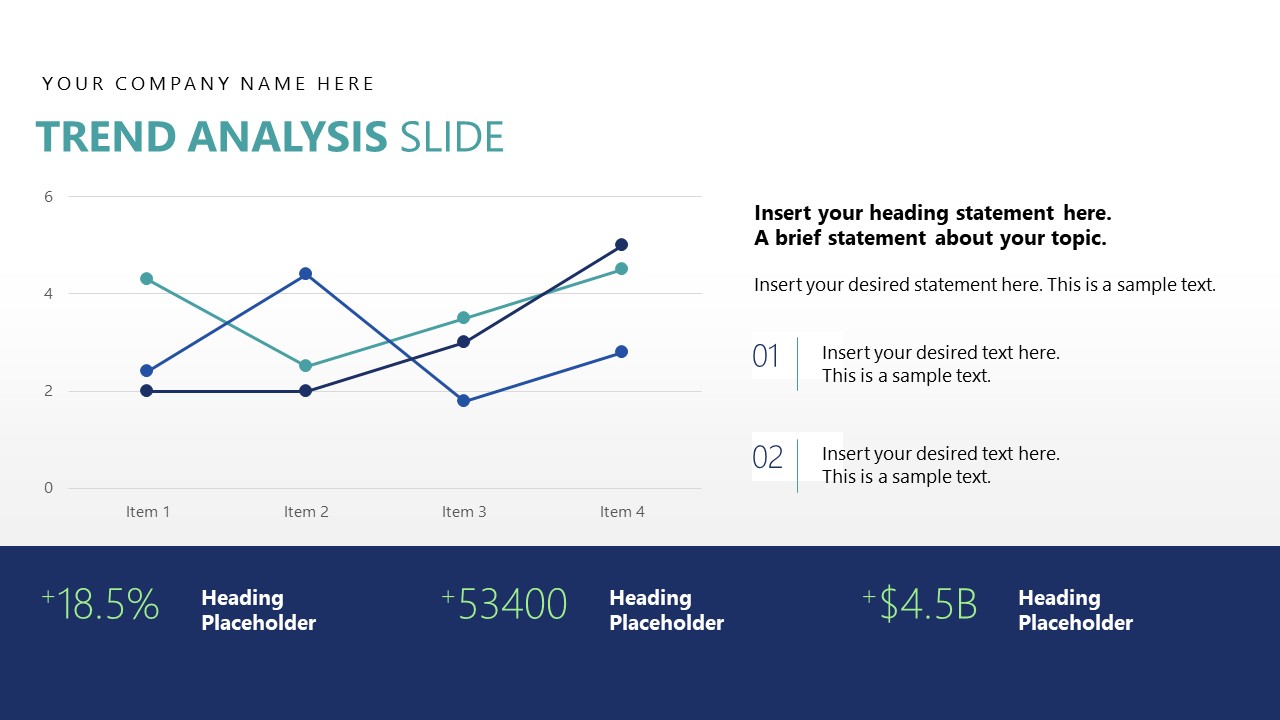 YOUR COMPANY NAME HERE
TREND ANALYSIS SLIDE
6
4
2
0
Item 1 Item 2 Item 3 Item 4
Insert your heading statement here.
A brief statement about your topic.
Insert your desired statement here. This is a sample text.
01
Insert your desired text here.
This is a sample text.
02
Insert your desired text here.
This is a sample text.
+18.5%
Heading
Placeholder
+53400
Heading
Placeholder
+$4.5B
Heading
Placeholder